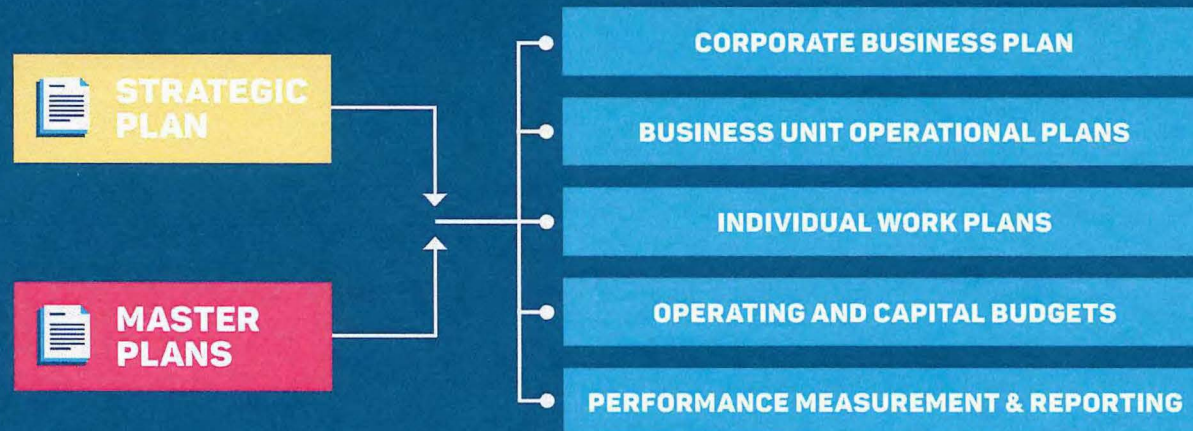 STRATEGIC
PLAN
MASTER
PLANS
CORPORATE BUSINESS PLAN
BUSINESS UNIT OPERATIONAL PLANS
INDIVIDUAL WORK PLANS
OPERATING AND CAPITAL BUDGETS
PERFORMANCE MEASUREMENT & REPORTING